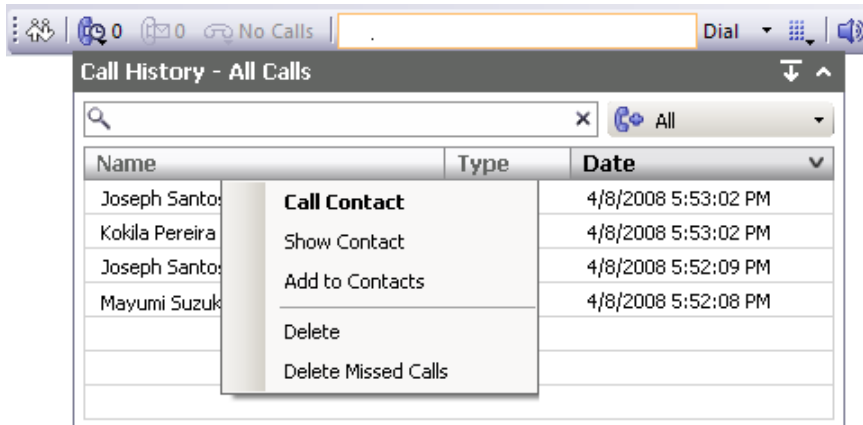 0 0 No Calls . Dial
Call History - All Calls
All
Name Type Date
Joseph Santos 4/8/2008 5:53:02 PM
Call Contact
Kokila Pereira 4/8/2008 5:53:02 PM
Show Contact
Joseph Santos 4/8/2008 5:52:09 PM
Add to Contacts
Mayumi Suzuk 4/8/2008 5:52:08 PM
Delete
Delete Missed Calls